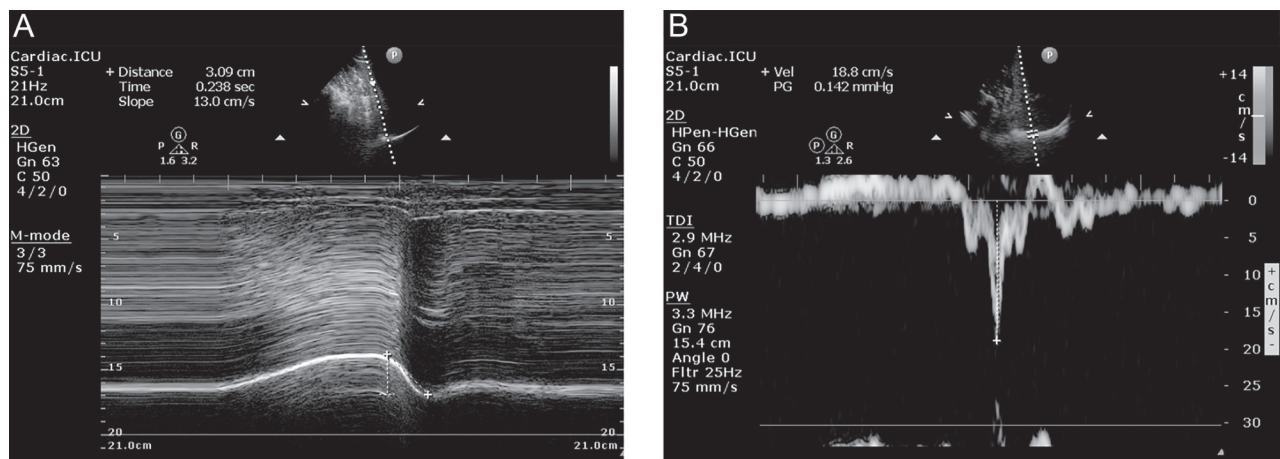 A
Cardiac.ICU
S5-1
21Hz
21.0cm
+ Distance 3.09 cm
Time 0.238 sec
Slope 13.0 cm/s
P
2D
HGen
Gn 63
C 50
4/2/0
G
P R
1.6 3.2
M-mode
3/3
75 mm/s
5 5
10 10
15 15
20 20
21.0cm 21.0cm
B
Cardiac.ICU
S5-1
21.0cm
+ Vel 18.8 cm/s
PG 0.142 mmHg
P
+14
cm/s
-14
2D
HPen-HGen
Gn 66
C 50
4/2/0
G
P R
1.3 2.6
TDI
2.9 MHz
Gn 67
2/4/0
PW
3.3 MHz
Gn 76
15.4 cm
Angle 0
Fltr 25Hz
75 mm/s
- 0
- 5
- 10
- 15
- 20
- 25
- 30
+cm/s-